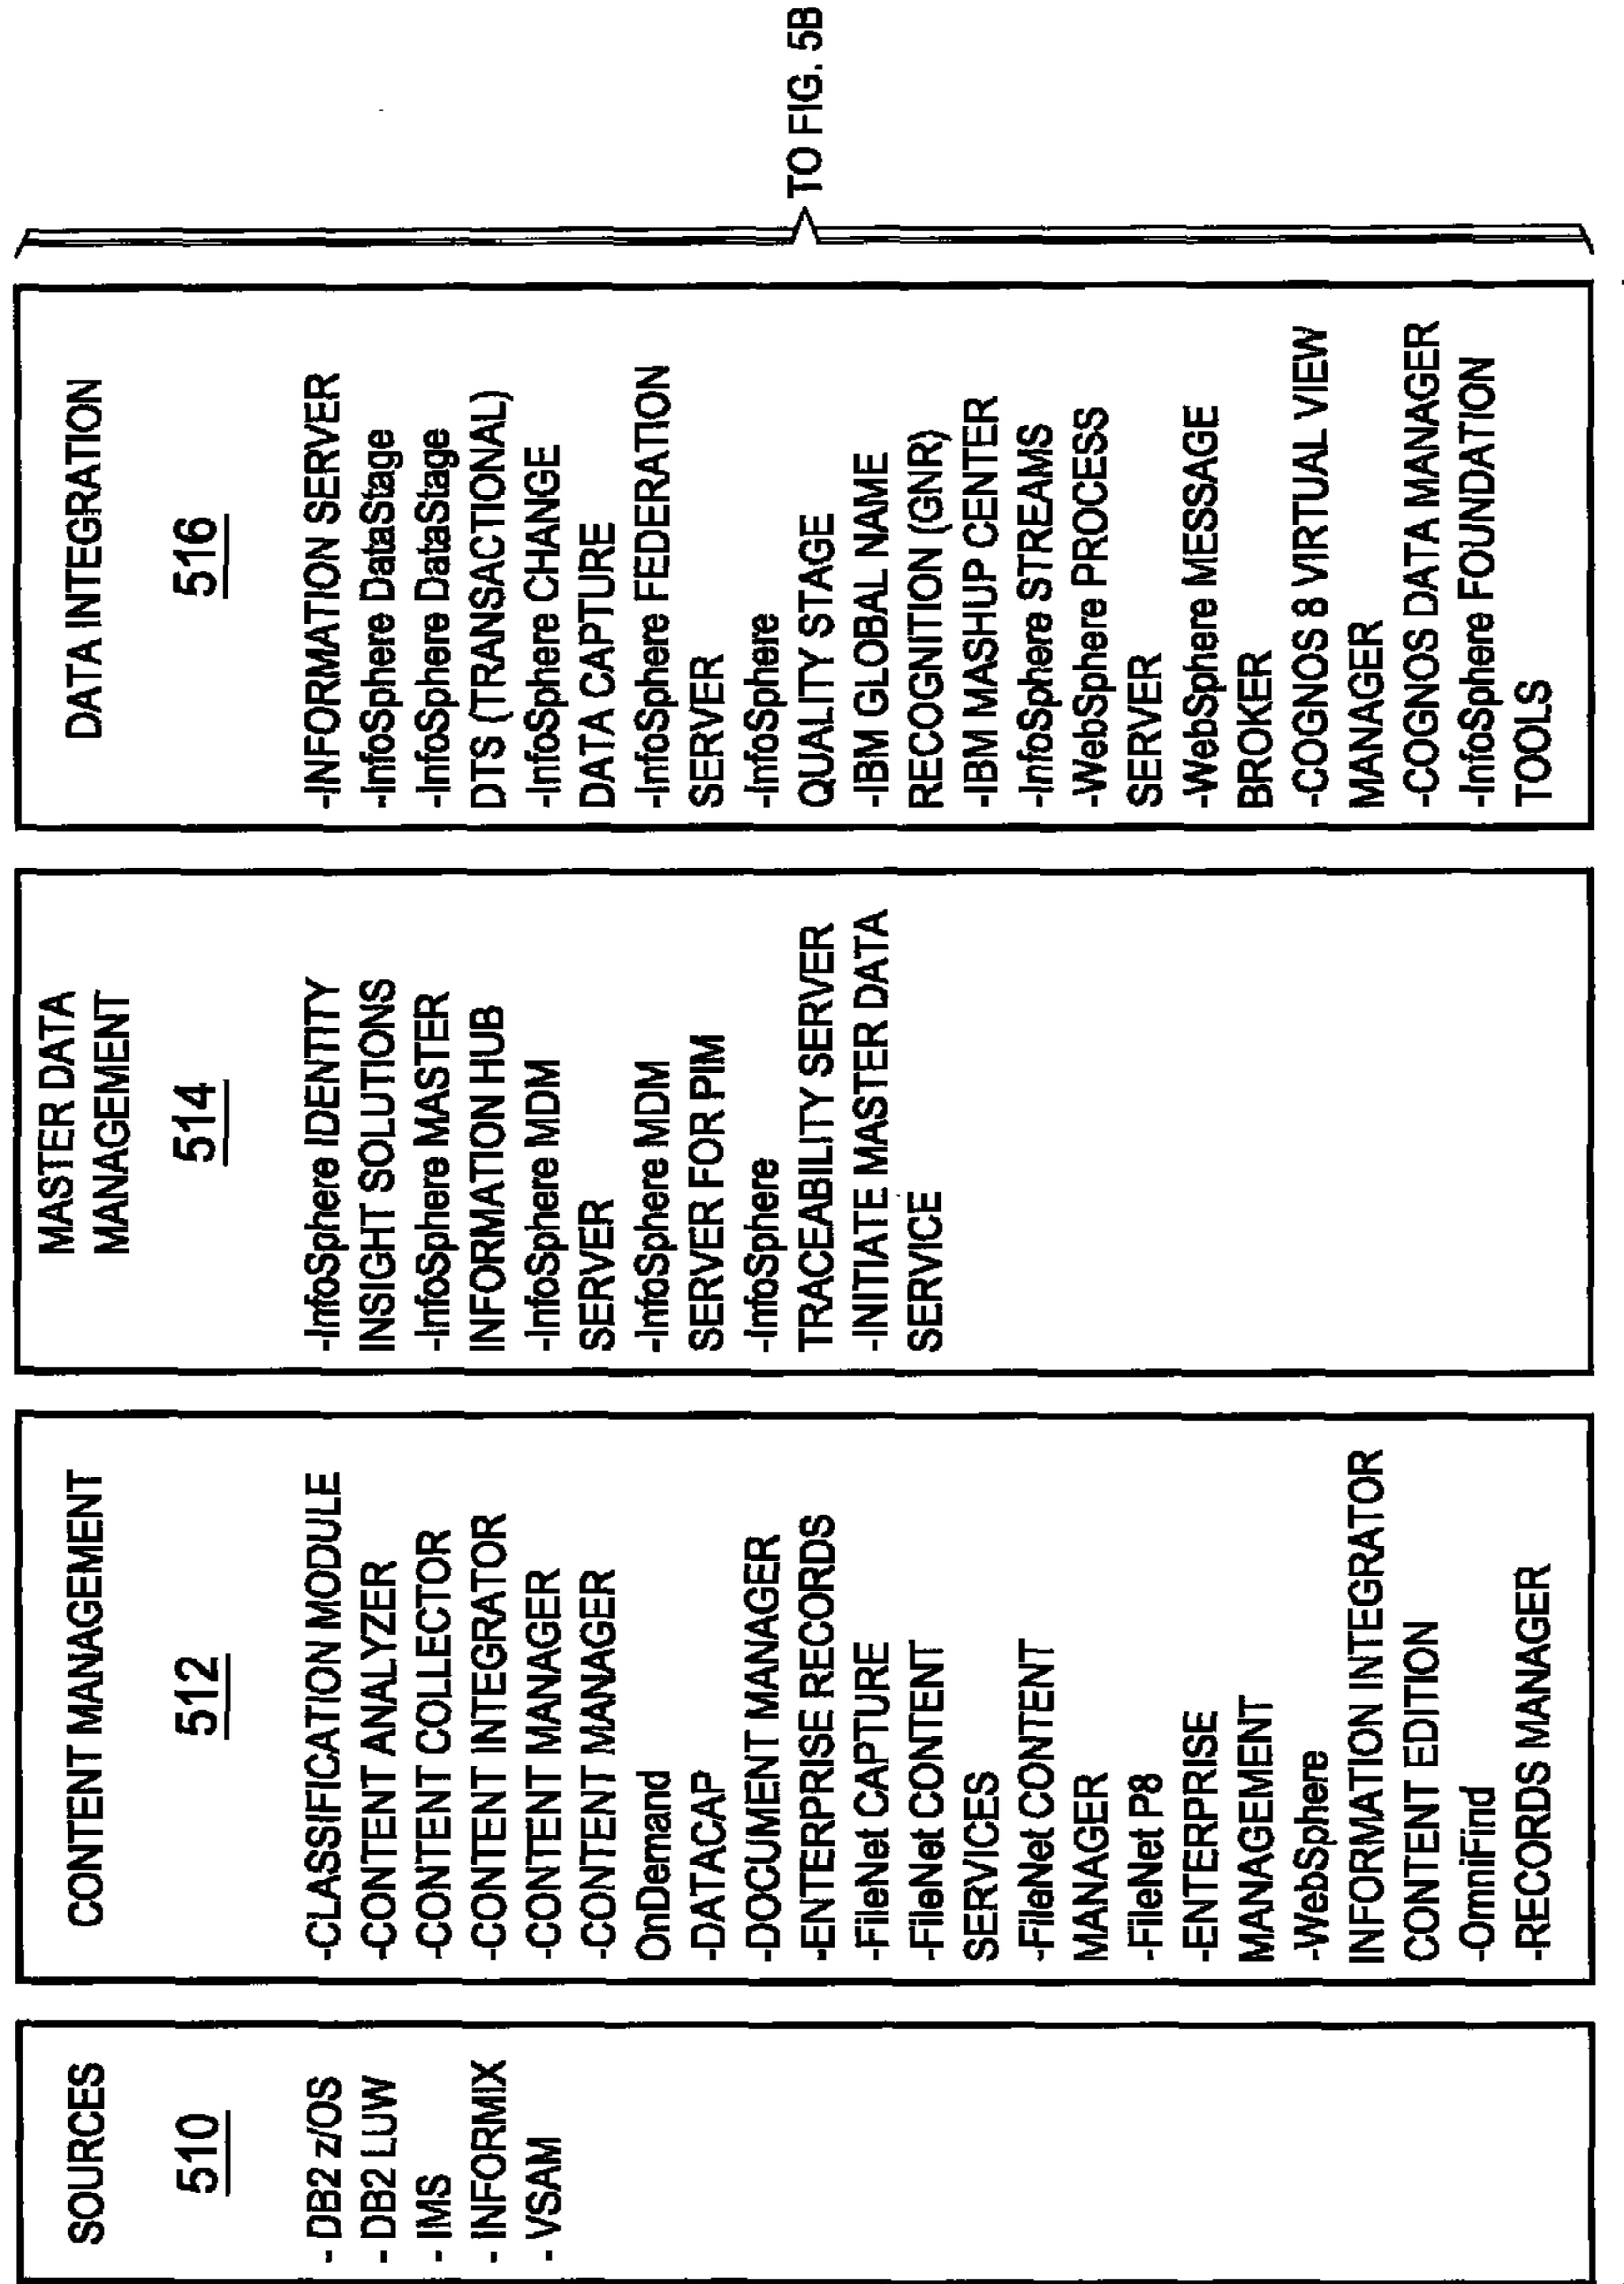 SOURCES
510
- DB2 z/OS
- DB2 LUW
- IMS
- INFORMIX
- VSAM
CONTENT MANAGEMENT
512
-CLASSIFICATION MODULE
-CONTENT ANALYZER
-CONTENT COLLECTOR
-CONTENT INTEGRATOR
-CONTENT MANAGER
-CONTENT MANAGER
OnDemand
-DATACAP
-DOCUMENT MANAGER
-ENTERPRISE RECORDS
-FileNet CAPTURE
-FileNet CONTENT
SERVICES
-FileNet CONTENT
MANAGER
-FileNet P8
-ENTERPRISE
MANAGEMENT
-WebSphere
INFORMATION INTEGRATOR
CONTENT EDITION
-OmniFind
-RECORDS MANAGER
MASTER DATA
MANAGEMENT
514
-InfoSphere IDENTITY
INSIGHT SOLUTIONS
-InfoSphere MASTER
INFORMATION HUB
-InfoSphere MDM
SERVER
-InfoSphere MDM
SERVER FOR PIM
-InfoSphere
TRACEABILITY SERVER
-INITIATE MASTER DATA
SERVICE
DATA INTEGRATION
516
-INFORMATION SERVER
-InfoSphere DataStage
-InfoSphere DataStage
DTS (TRANSACTIONAL)
-InfoSphere CHANGE
DATA CAPTURE
-InfoSphere FEDERATION
SERVER
-InfoSphere
QUALITY STAGE
-IBM GLOBAL NAME
RECOGNITION (GNR)
-IBM MASHUP CENTER
-InfoSphere STREAMS
-WebSphere PROCESS
SERVER
-WebSphere MESSAGE
BROKER
-COGNOS 8 VIRTUAL VIEW
MANAGER
-COGNOS DATA MANAGER
-InfoSphere FOUNDATION
TOOLS
TO FIG. 5B